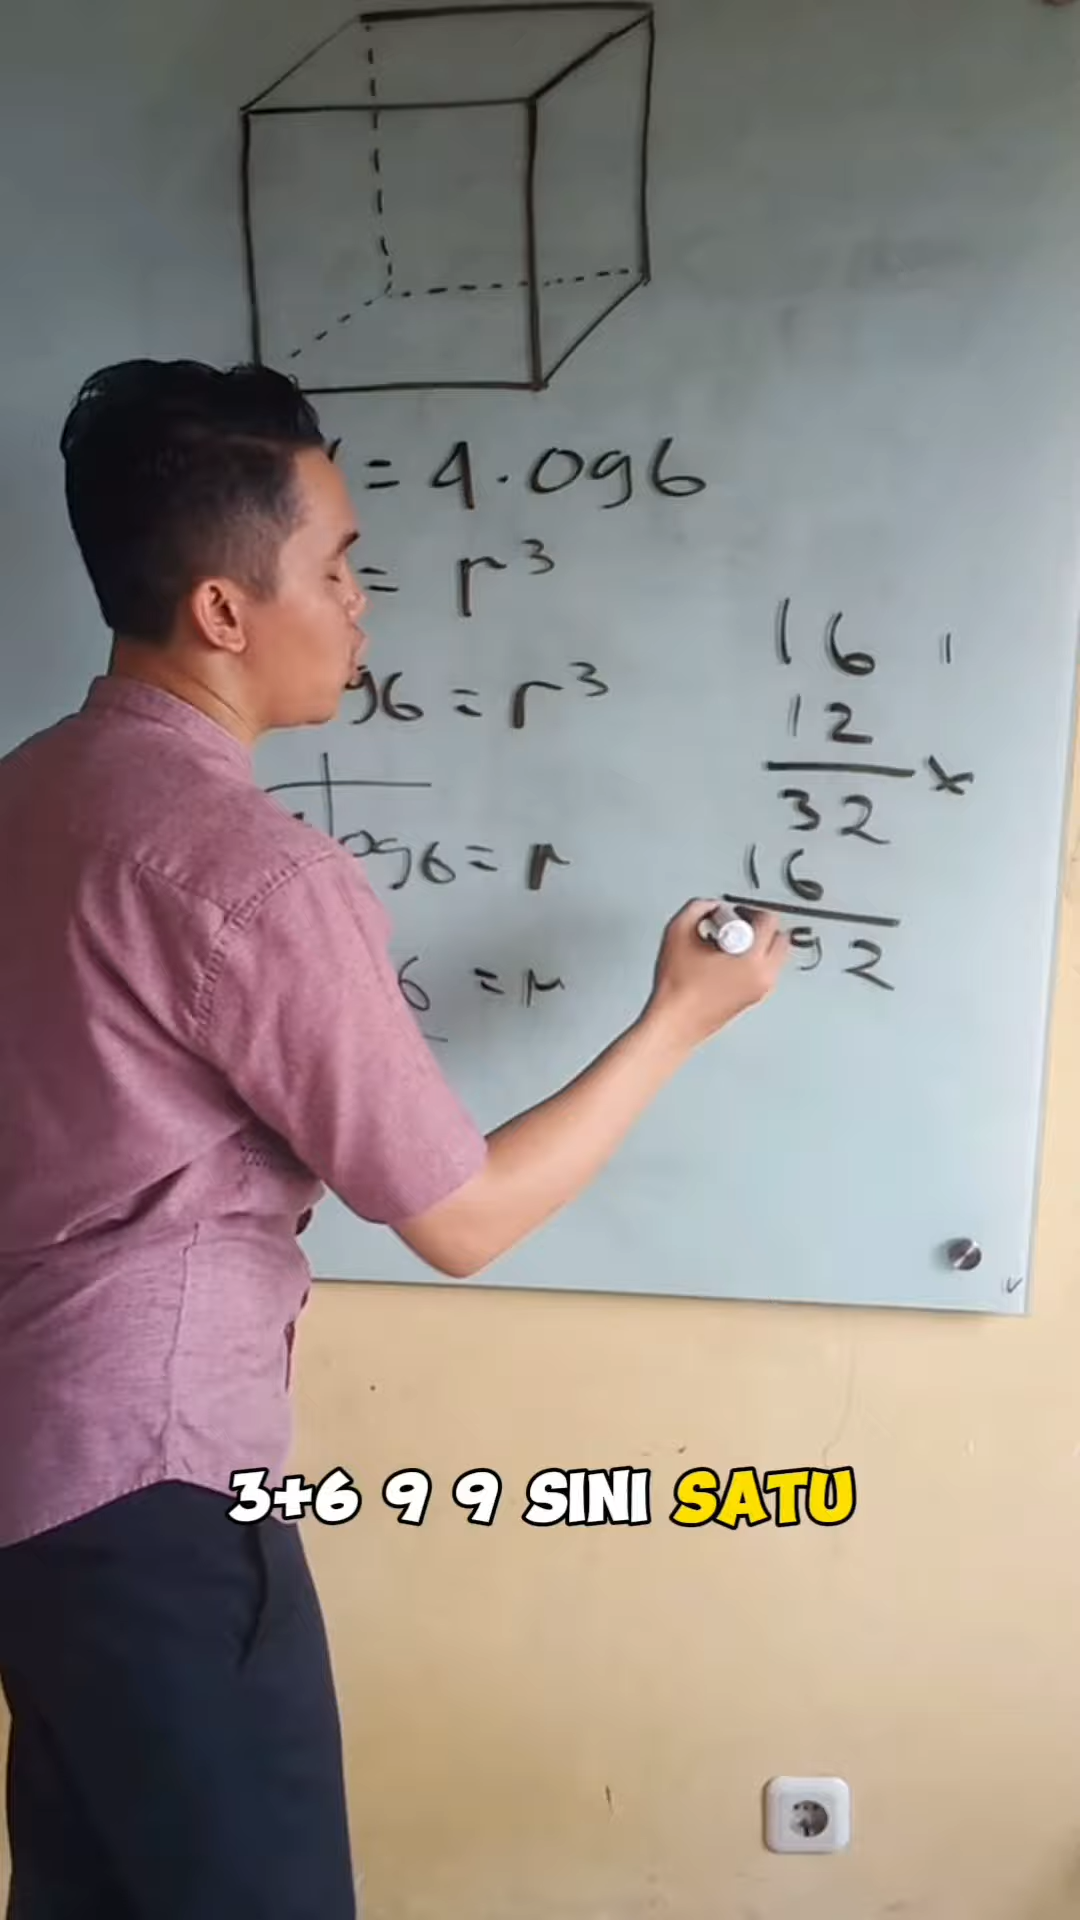 = 4.096
= r³
96 = r³
096 = r
6 = r
16
12
x
32
16
92
3+6 9 9 SINI SATU